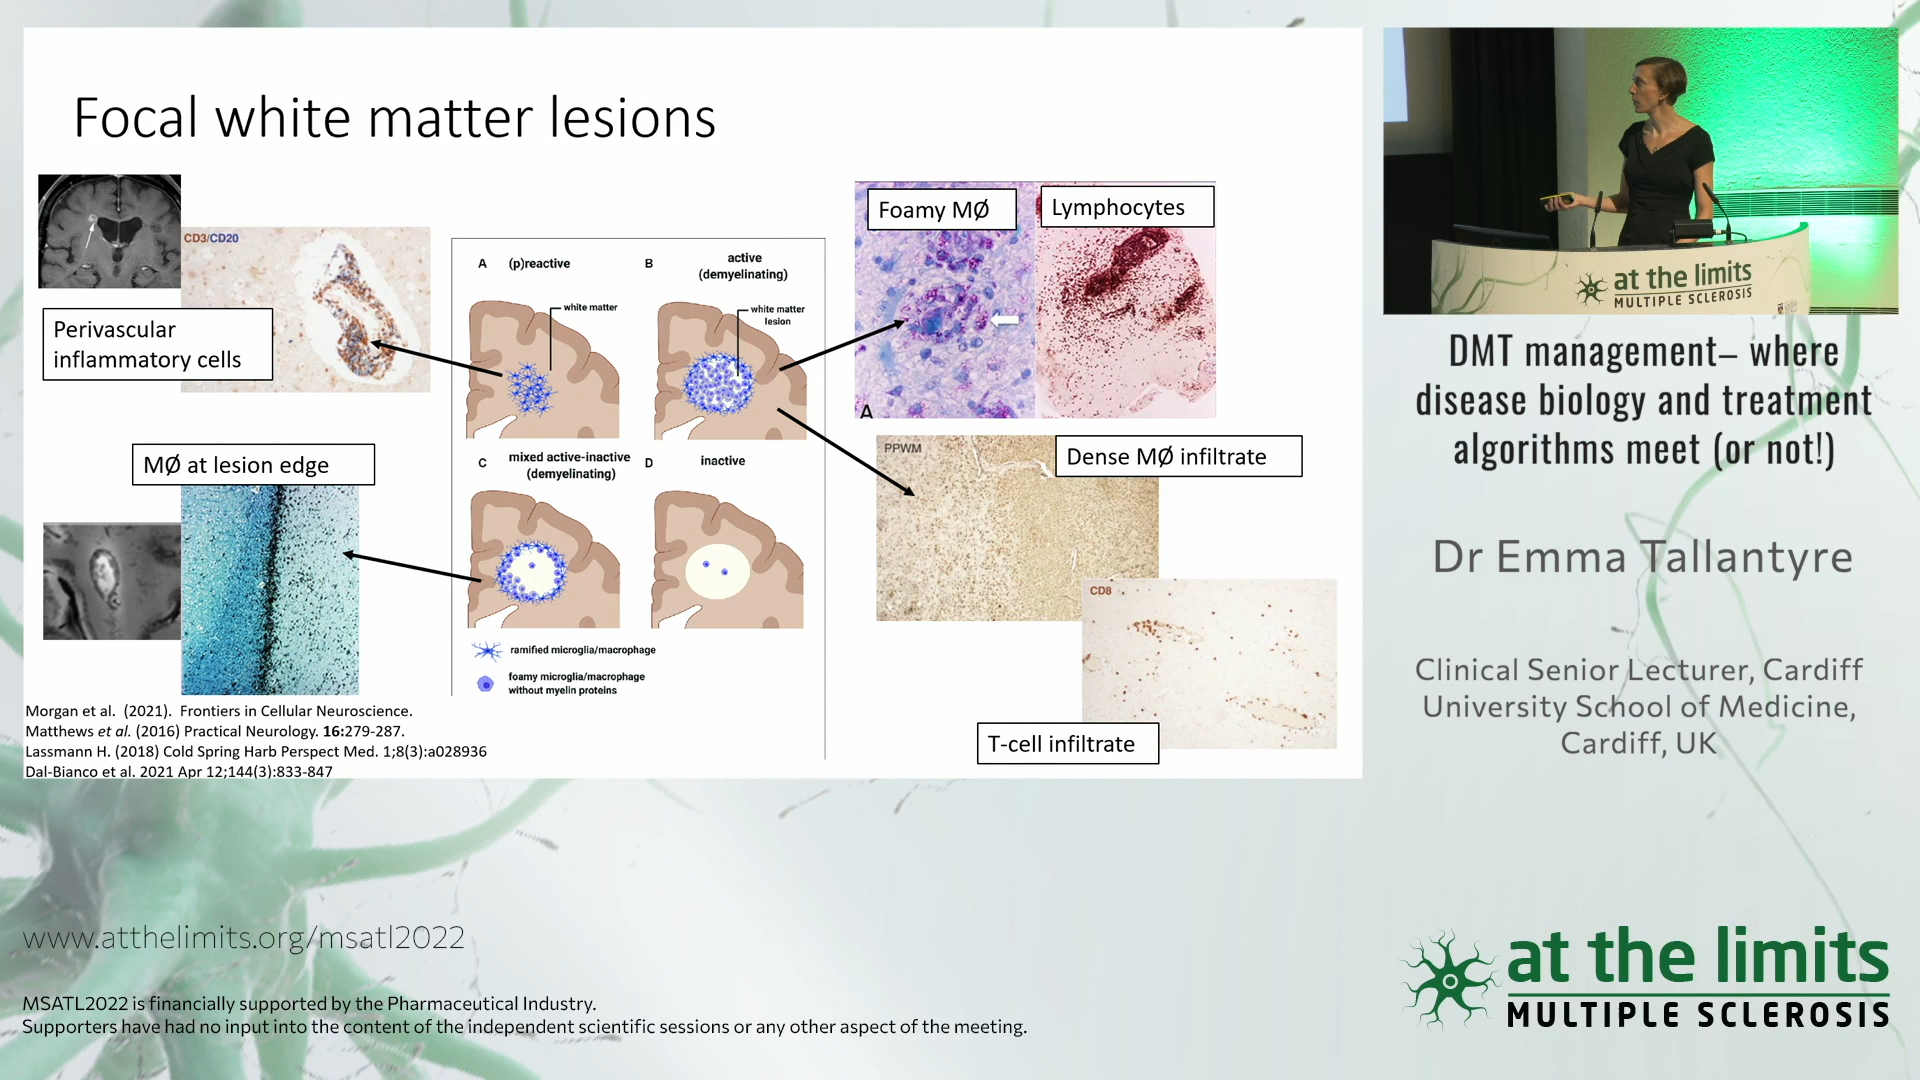 Focal white matter lesions
CD3/CD20
Perivascular
inflammatory cells
MØ at lesion edge
A (p)reactive
white matter
B active
(demyelinating)
white matter
lesion
C mixed active-inactive
(demyelinating)
D inactive
ramified microglia/macrophage
foamy microglia/macrophage
without myelin proteins
Foamy MØ
Lymphocytes
A
PPWM
Dense MØ infiltrate
CD8
T-cell infiltrate
Morgan et al. (2021). Frontiers in Cellular Neuroscience.
Matthews et al. (2016) Practical Neurology. 16:279-287.
Lassmann H. (2018) Cold Spring Harb Perspect Med. 1;8(3):a028936
Dal-Bianco et al. 2021 Apr 12;144(3):833-847
at the limits
MULTIPLE SCLEROSIS
DMT management– where
disease biology and treatment
algorithms meet (or not!)
Dr Emma Tallantyre
Clinical Senior Lecturer, Cardiff
University School of Medicine,
Cardiff, UK
www.atthelimits.org/msatl2022
MSATL2022 is financially supported by the Pharmaceutical Industry.
Supporters have had no input into the content of the independent scientific sessions or any other aspect of the meeting.
at the limits
MULTIPLE SCLEROSIS